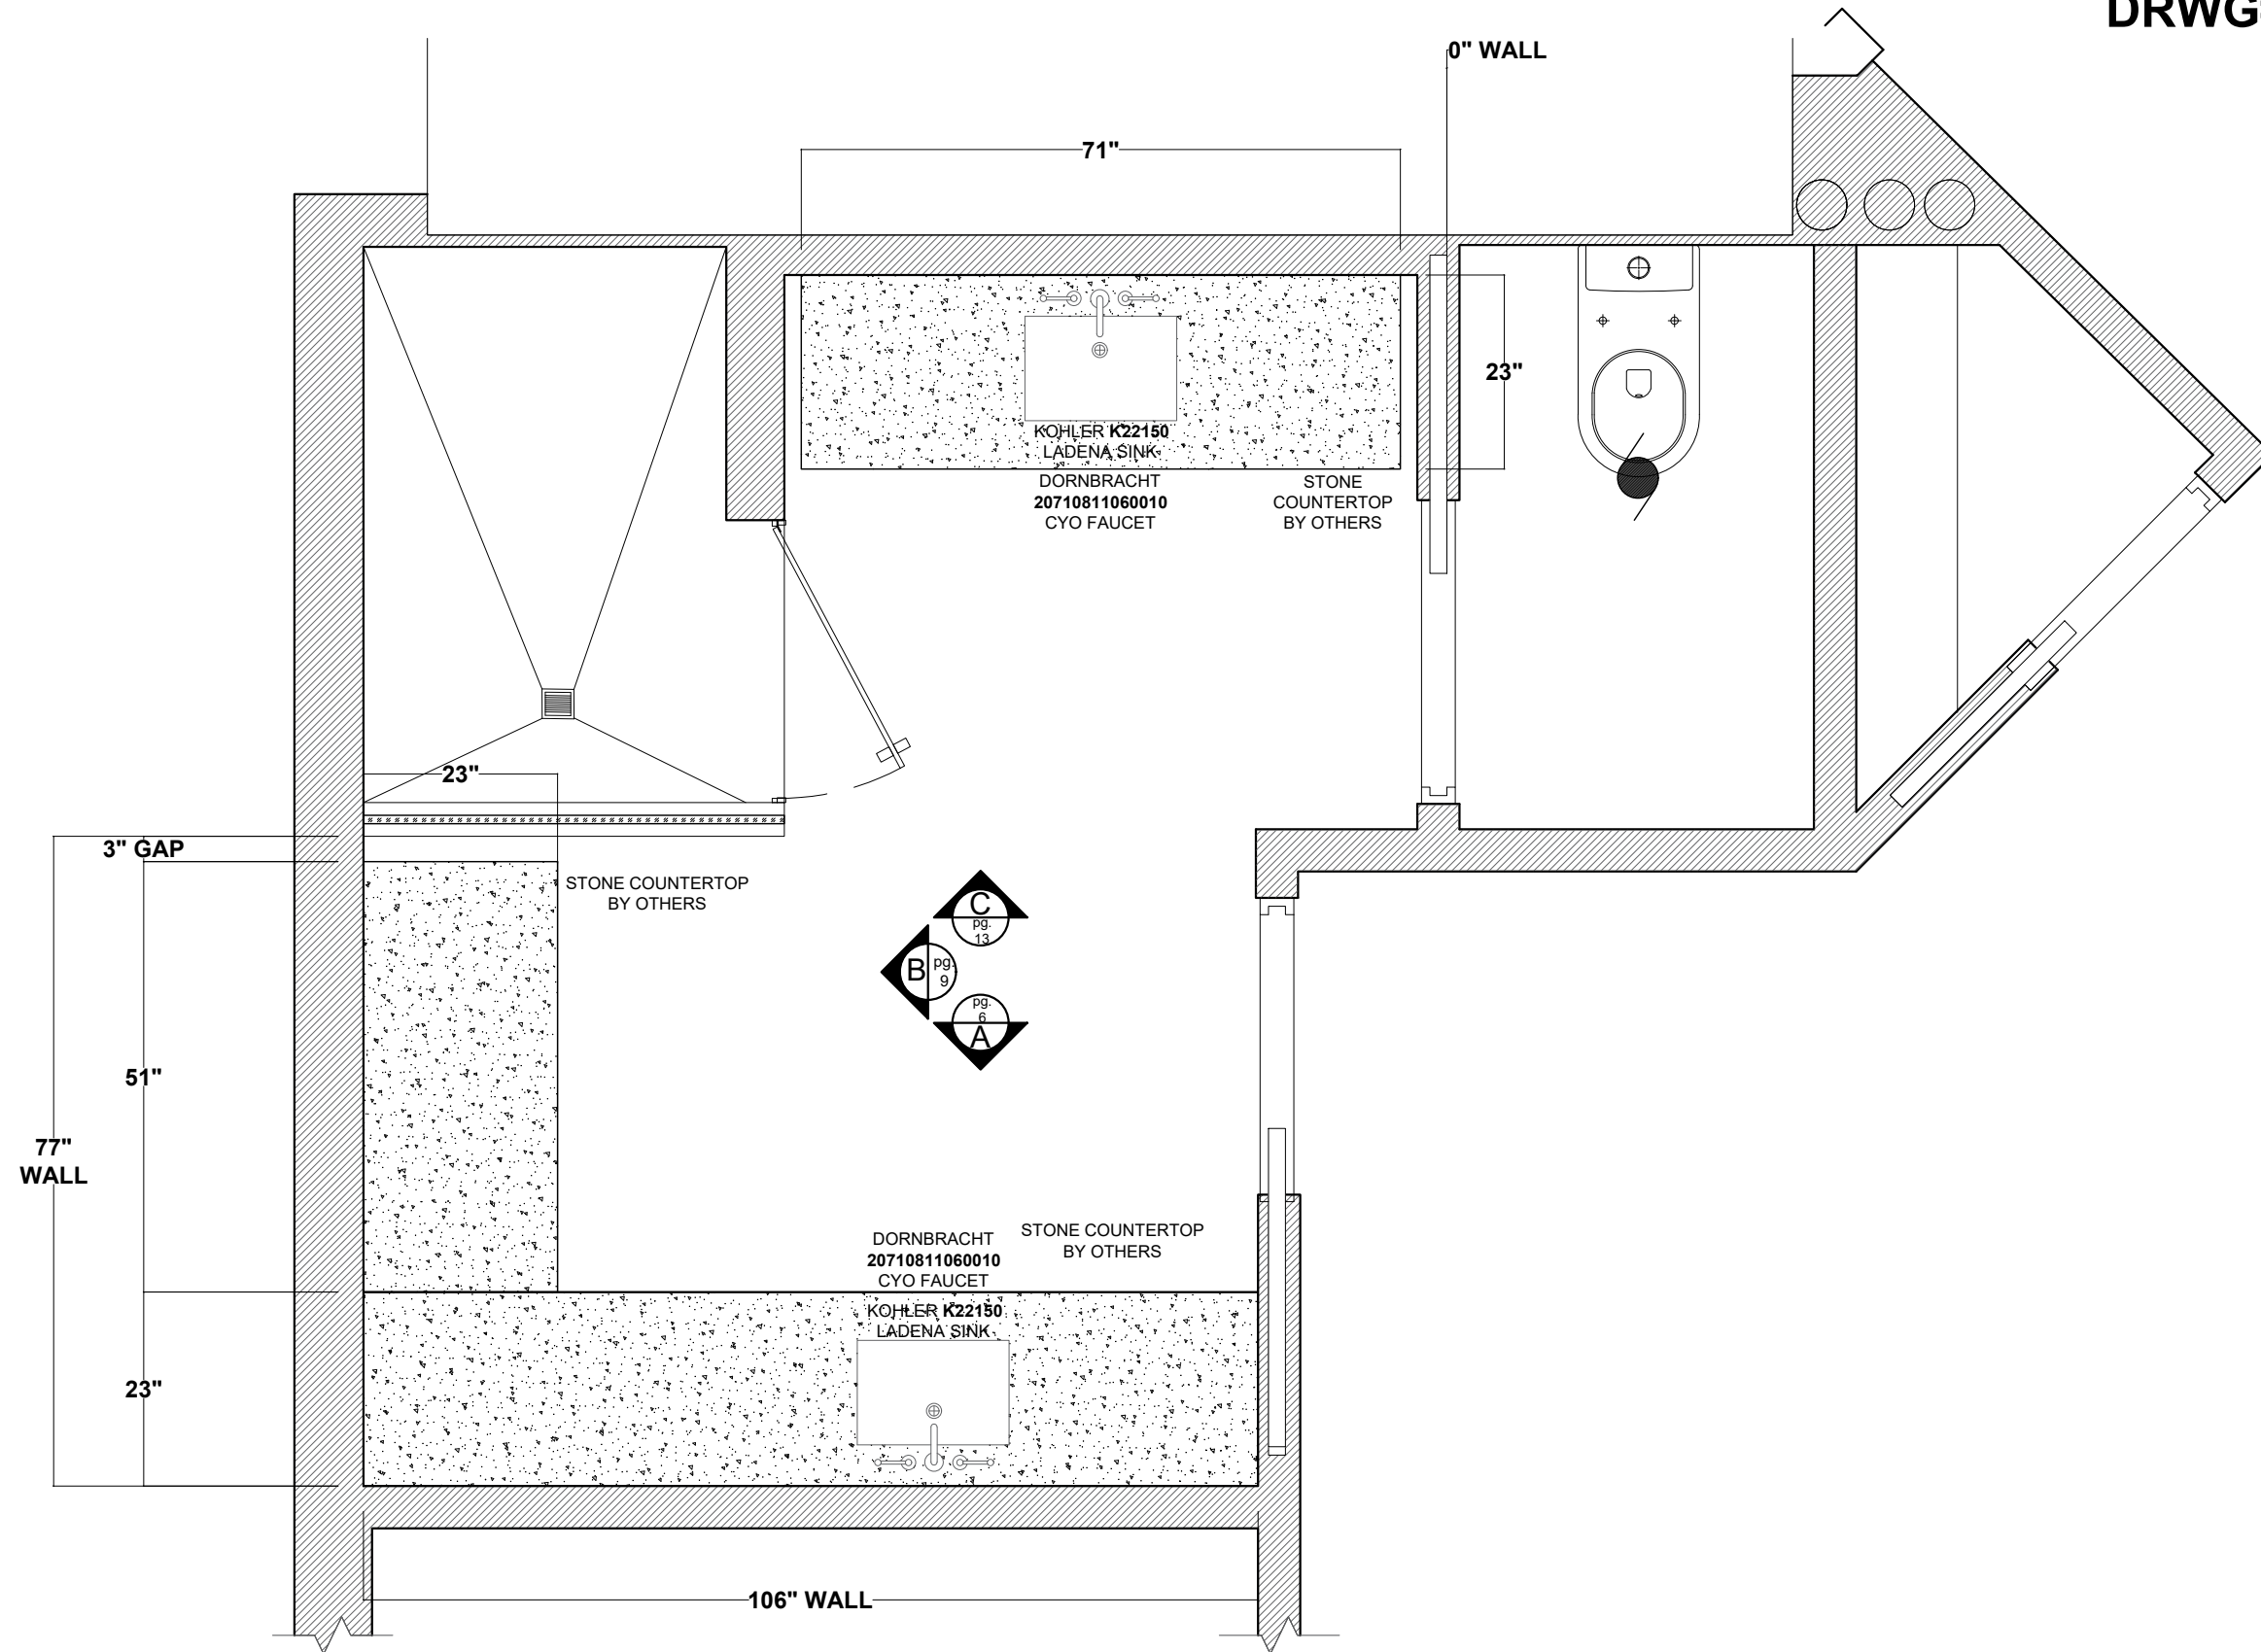 DRWG
0" WALL
71"
23"
KOHLER K22150
LADENA SINK
DORNBRACHT
20710811060010
CYO FAUCET
STONE
COUNTERTOP
BY OTHERS
23"
3" GAP
STONE COUNTERTOP
BY OTHERS
C
pg.
13
B
pg.
9
pg.
6
A
51"
77"
WALL
DORNBRACHT
20710811060010
CYO FAUCET
STONE COUNTERTOP
BY OTHERS
KOHLER K22150
LADENA SINK
23"
106" WALL